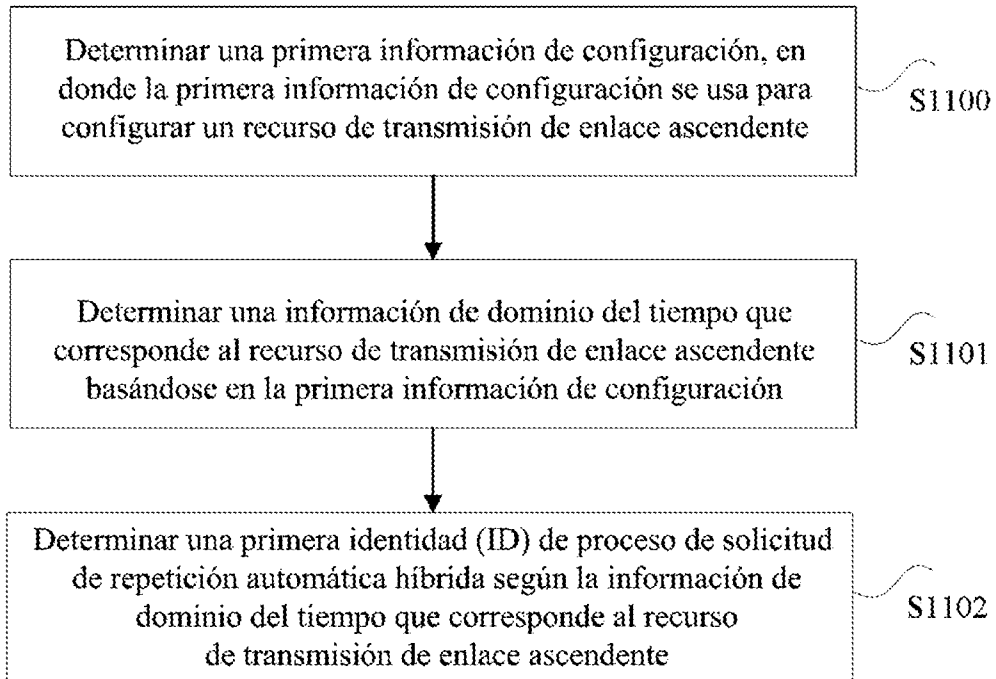 Determinar una primera información de configuración, en
donde la primera información de configuración se usa para
configurar un recurso de transmisión de enlace ascendente
S1100
Determinar una información de dominio del tiempo que
corresponde al recurso de transmisión de enlace ascendente
basándose en la primera información de configuración
S1101
Determinar una primera identidad (ID) de proceso de solicitud
de repetición automática híbrida según la información de
dominio del tiempo que corresponde al recurso
de transmisión de enlace ascendente
S1102